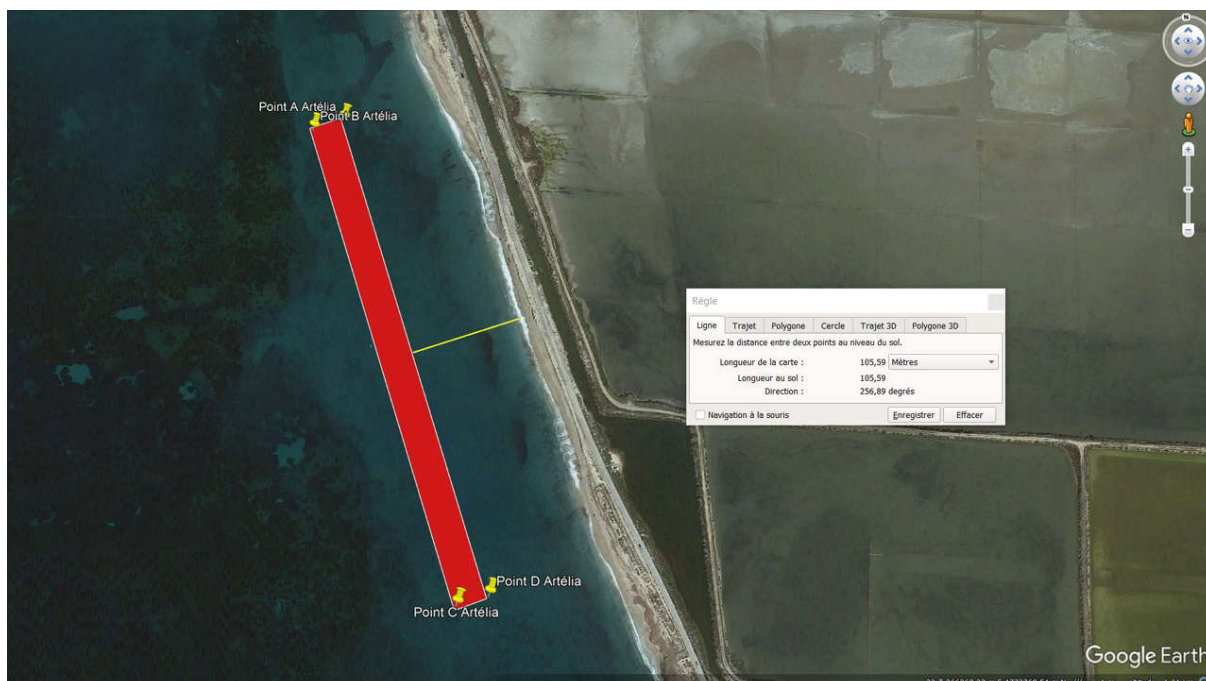 N
Point A Artélia
Point B Artélia
Règle
Ligne Trajet Polygone Cercle Trajet 3D Polygone 3D
Mesurez la distance entre deux points au niveau du sol.
Longueur de la carte : 105,59 Mètres
Longueur au sol : 105,59
Direction : 256,89 degrés
Navigation à la souris Enregistrer Effacer
Point D Artélia
Point C Artélia
Google Earth